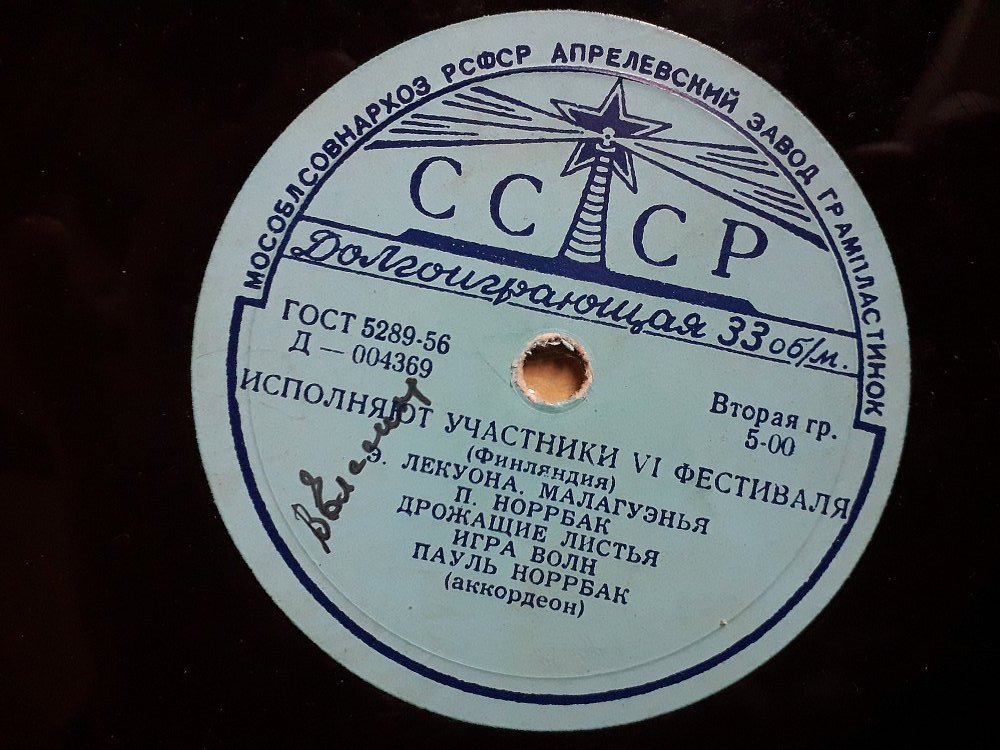 МОСОБЛСОВНАРХОЗ РСФСР АПРЕЛЕВСКИЙ ЗАВОД ГРАМПЛАСТИНОК
СССР
Долгоиграющая 33 об/м.
ГОСТ 5289-56
Д — 004369
Вторая гр.
5-00
ИСПОЛНЯЮТ УЧАСТНИКИ VI ФЕСТИВАЛЯ
(Финляндия)
Э. ЛЕКУОНА. МАЛАГУЭНЬЯ
П. НОРРБАК
ДРОЖАЩИЕ ЛИСТЬЯ
ИГРА ВОЛН
ПАУЛЬ НОРРБАК
(аккордеон)